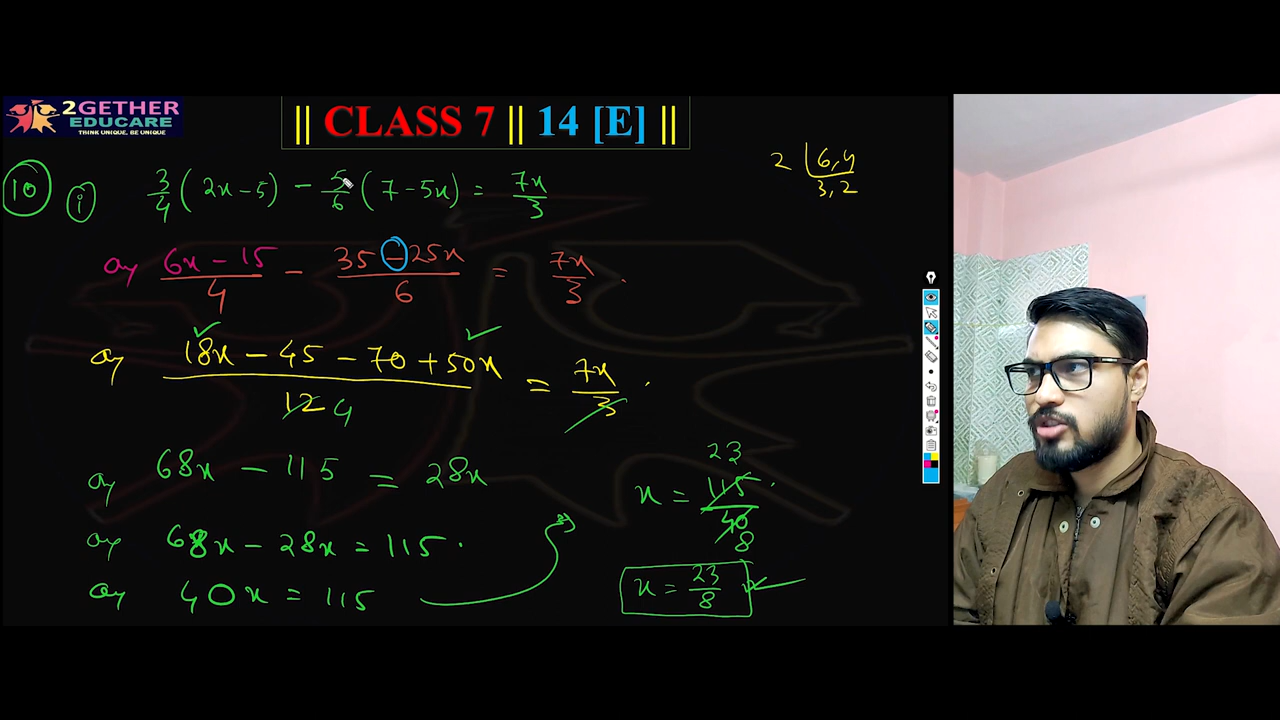 2GETHER
EDUCARE
THINK UNIQUE, BE UNIQUE
|| CLASS 7 || 14 [E] ||
2 | 6, 4
3, 2
10 i 3/4 (2x - 5) - 5/6 (7 - 5x) = 7x/3
or, (6x - 15)/4 - (35 - 25x)/6 = 7x/3 .
or, (18x - 45 - 70 + 50x)/12 4 = 7x/3 .
or, 68x - 115 = 28x
or, 68x - 28x = 115 .
or, 40x = 115
23
x = 115/40 .
8
x = 23/8